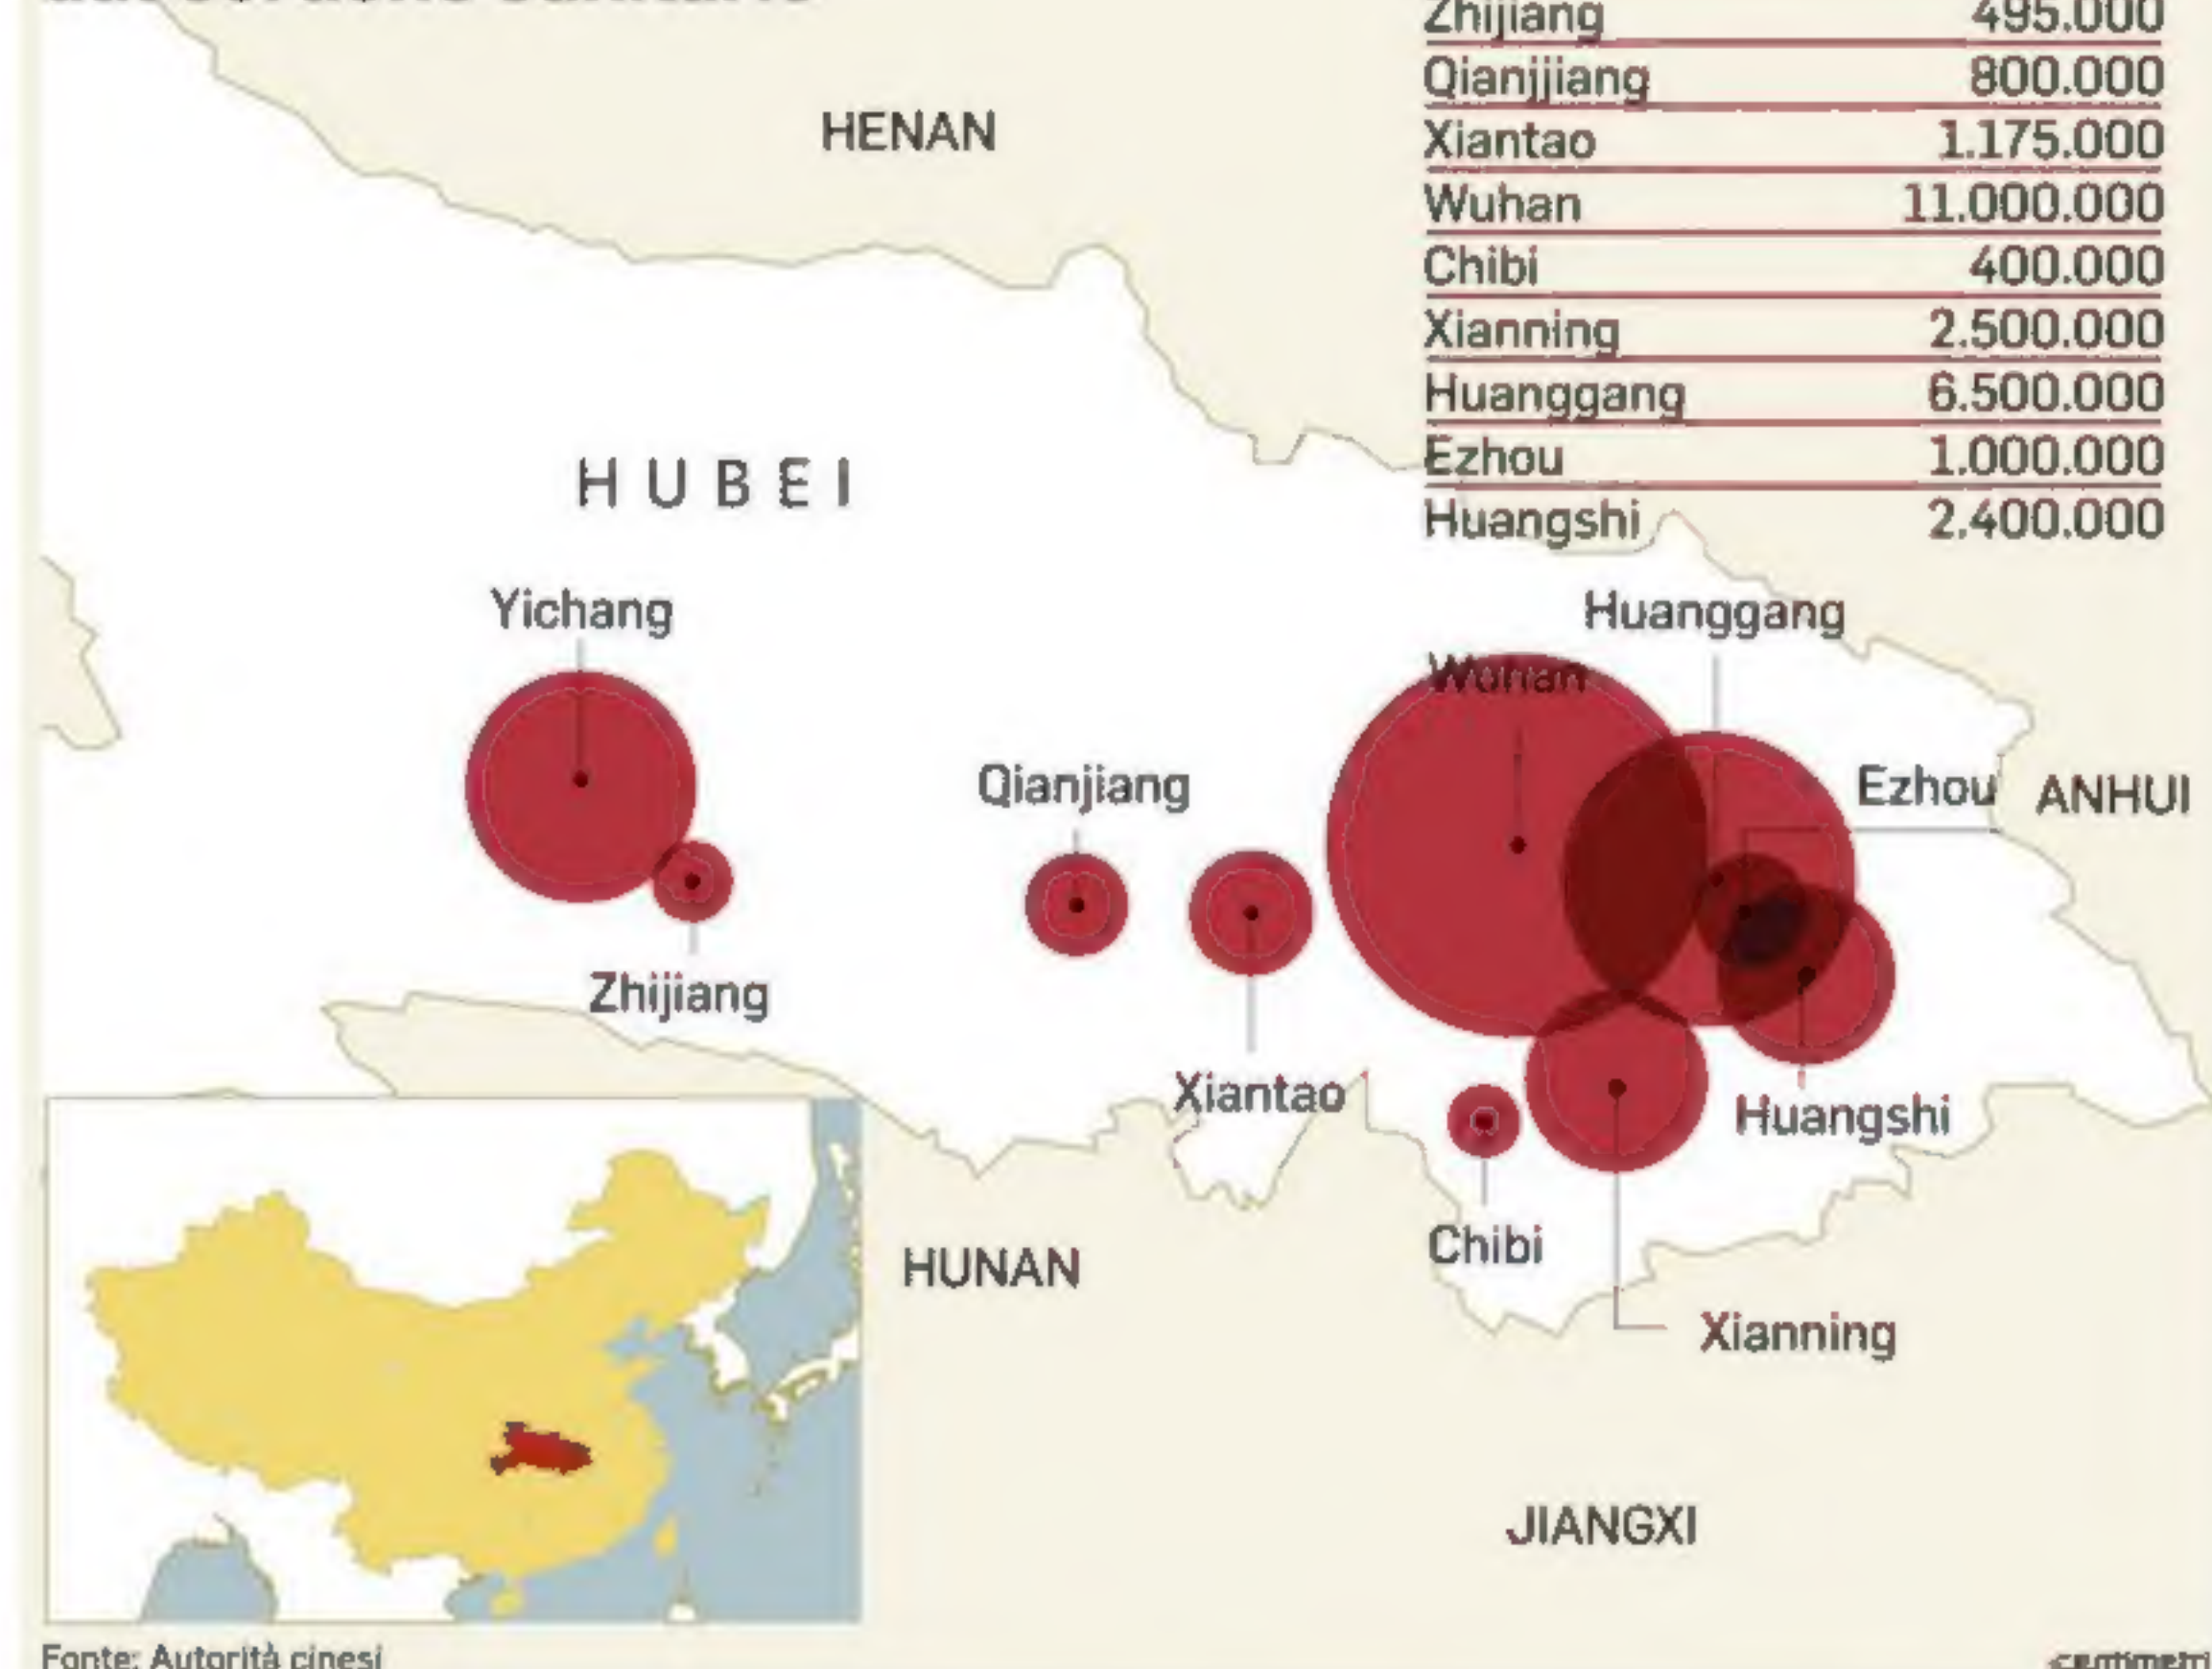 Zhijiang 495.000
Qianjjiang 800.000
Xiantao 1.175.000
Wuhan 11.000.000
Chibi 400.000
Xianning 2.500.000
Huanggang 6.500.000
Ezhou 1.000.000
Huangshi 2.400.000
HENAN
HUBEI
Yichang
Huanggang
Wuhan
Qianjiang
Ezhou
ANHUI
Zhijiang
Xiantao
Huangshi
Chibi
HUNAN
Xianning
JIANGXI
Fonte: Autorità cinesi
centimetri